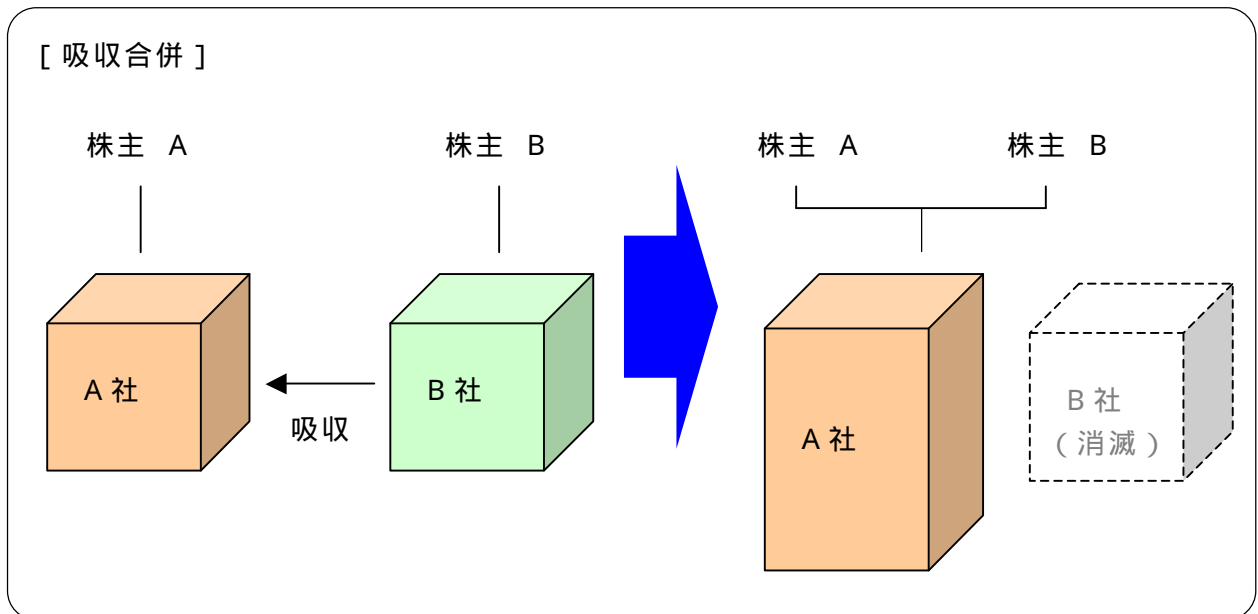 [ 吸収合併 ]
株主 A
株主 B
株主 A
株主 B
A 社
吸収
B 社
A 社
B 社
( 消滅 )